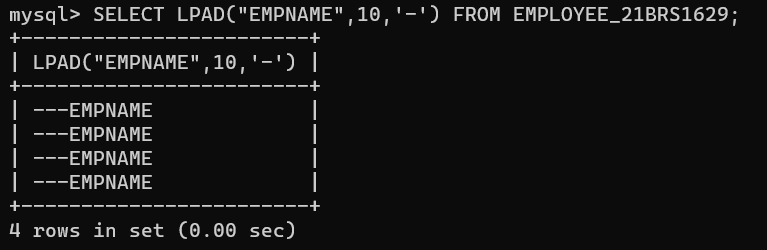 mysql> SELECT LPAD("EMPNAME",10,'-') FROM EMPLOYEE_21BRS1629;
+------------------------+
| LPAD("EMPNAME",10,'-') |
+------------------------+
| ---EMPNAME             |
| ---EMPNAME             |
| ---EMPNAME             |
| ---EMPNAME             |
+------------------------+
4 rows in set (0.00 sec)